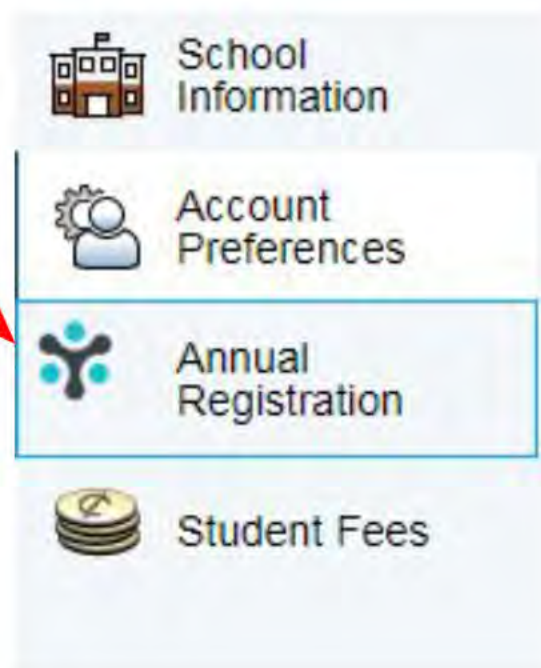 School
Information
Account
Preferences
Annual
Registration
Student Fees